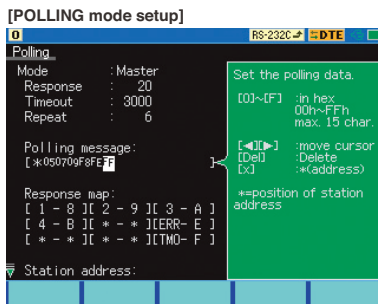 [POLLING mode setup]
0 RS-232C DTE
Polling
Mode : Master
Response : 20
Timeout : 3000
Repeat : 6
Polling message:
[*050709F8FEFF ]
Response map:
[ 1 - 8 ][ 2 - 9 ][ 3 - A ]
[ 4 - B ][ * - * ][ERR- E ]
[ * - * ][ * - * ][TMO- F ]
Station address:
Set the polling data.
[0]~[F] :in hex
00h~FFh
max. 15 char.
[◀][▶] :move cursor
[Del] :Delete
[x] :*(address)
*=position of station
address